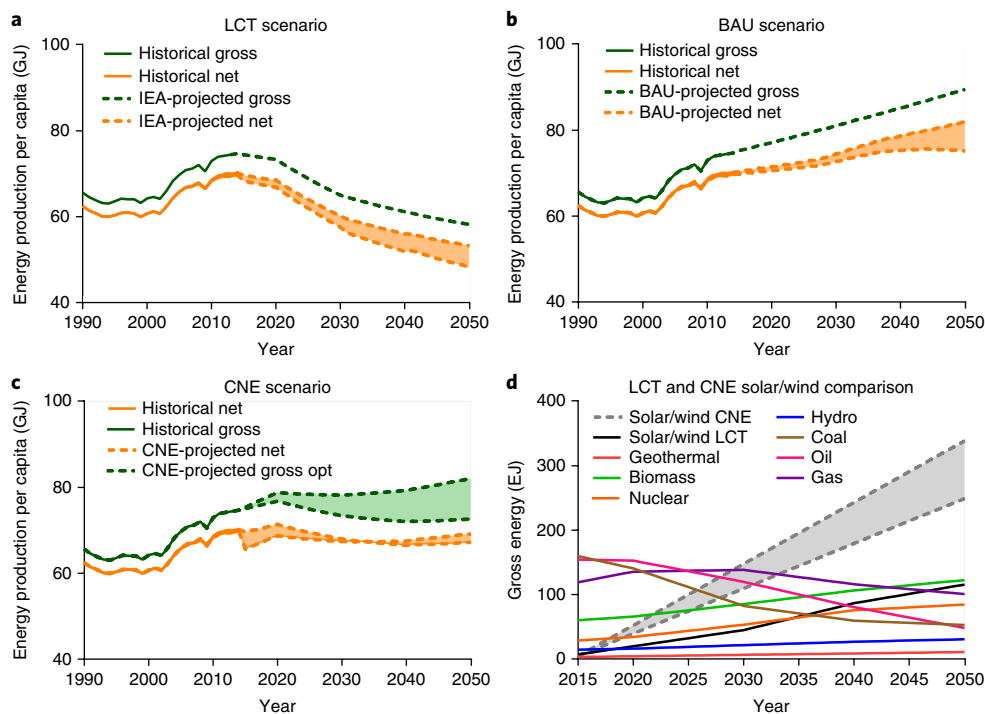 a
LCT scenario
100
80
60
40
Energy production per capita (GJ)
Historical gross
Historical net
IEA-projected gross
IEA-projected net
1990 2000 2010 2020 2030 2040 2050
Year
b
BAU scenario
100
80
60
40
Energy production per capita (GJ)
Historical gross
Historical net
BAU-projected gross
BAU-projected net
1990 2000 2010 2020 2030 2040 2050
Year
c
CNE scenario
100
80
60
40
Energy production per capita (GJ)
Historical net
Historical gross
CNE-projected net
CNE-projected gross opt
1990 2000 2010 2020 2030 2040 2050
Year
d
LCT and CNE solar/wind comparison
400
300
200
100
0
Gross energy (EJ)
Solar/wind CNE
Solar/wind LCT
Geothermal
Biomass
Nuclear
Hydro
Coal
Oil
Gas
2015 2020 2025 2030 2035 2040 2045 2050
Year